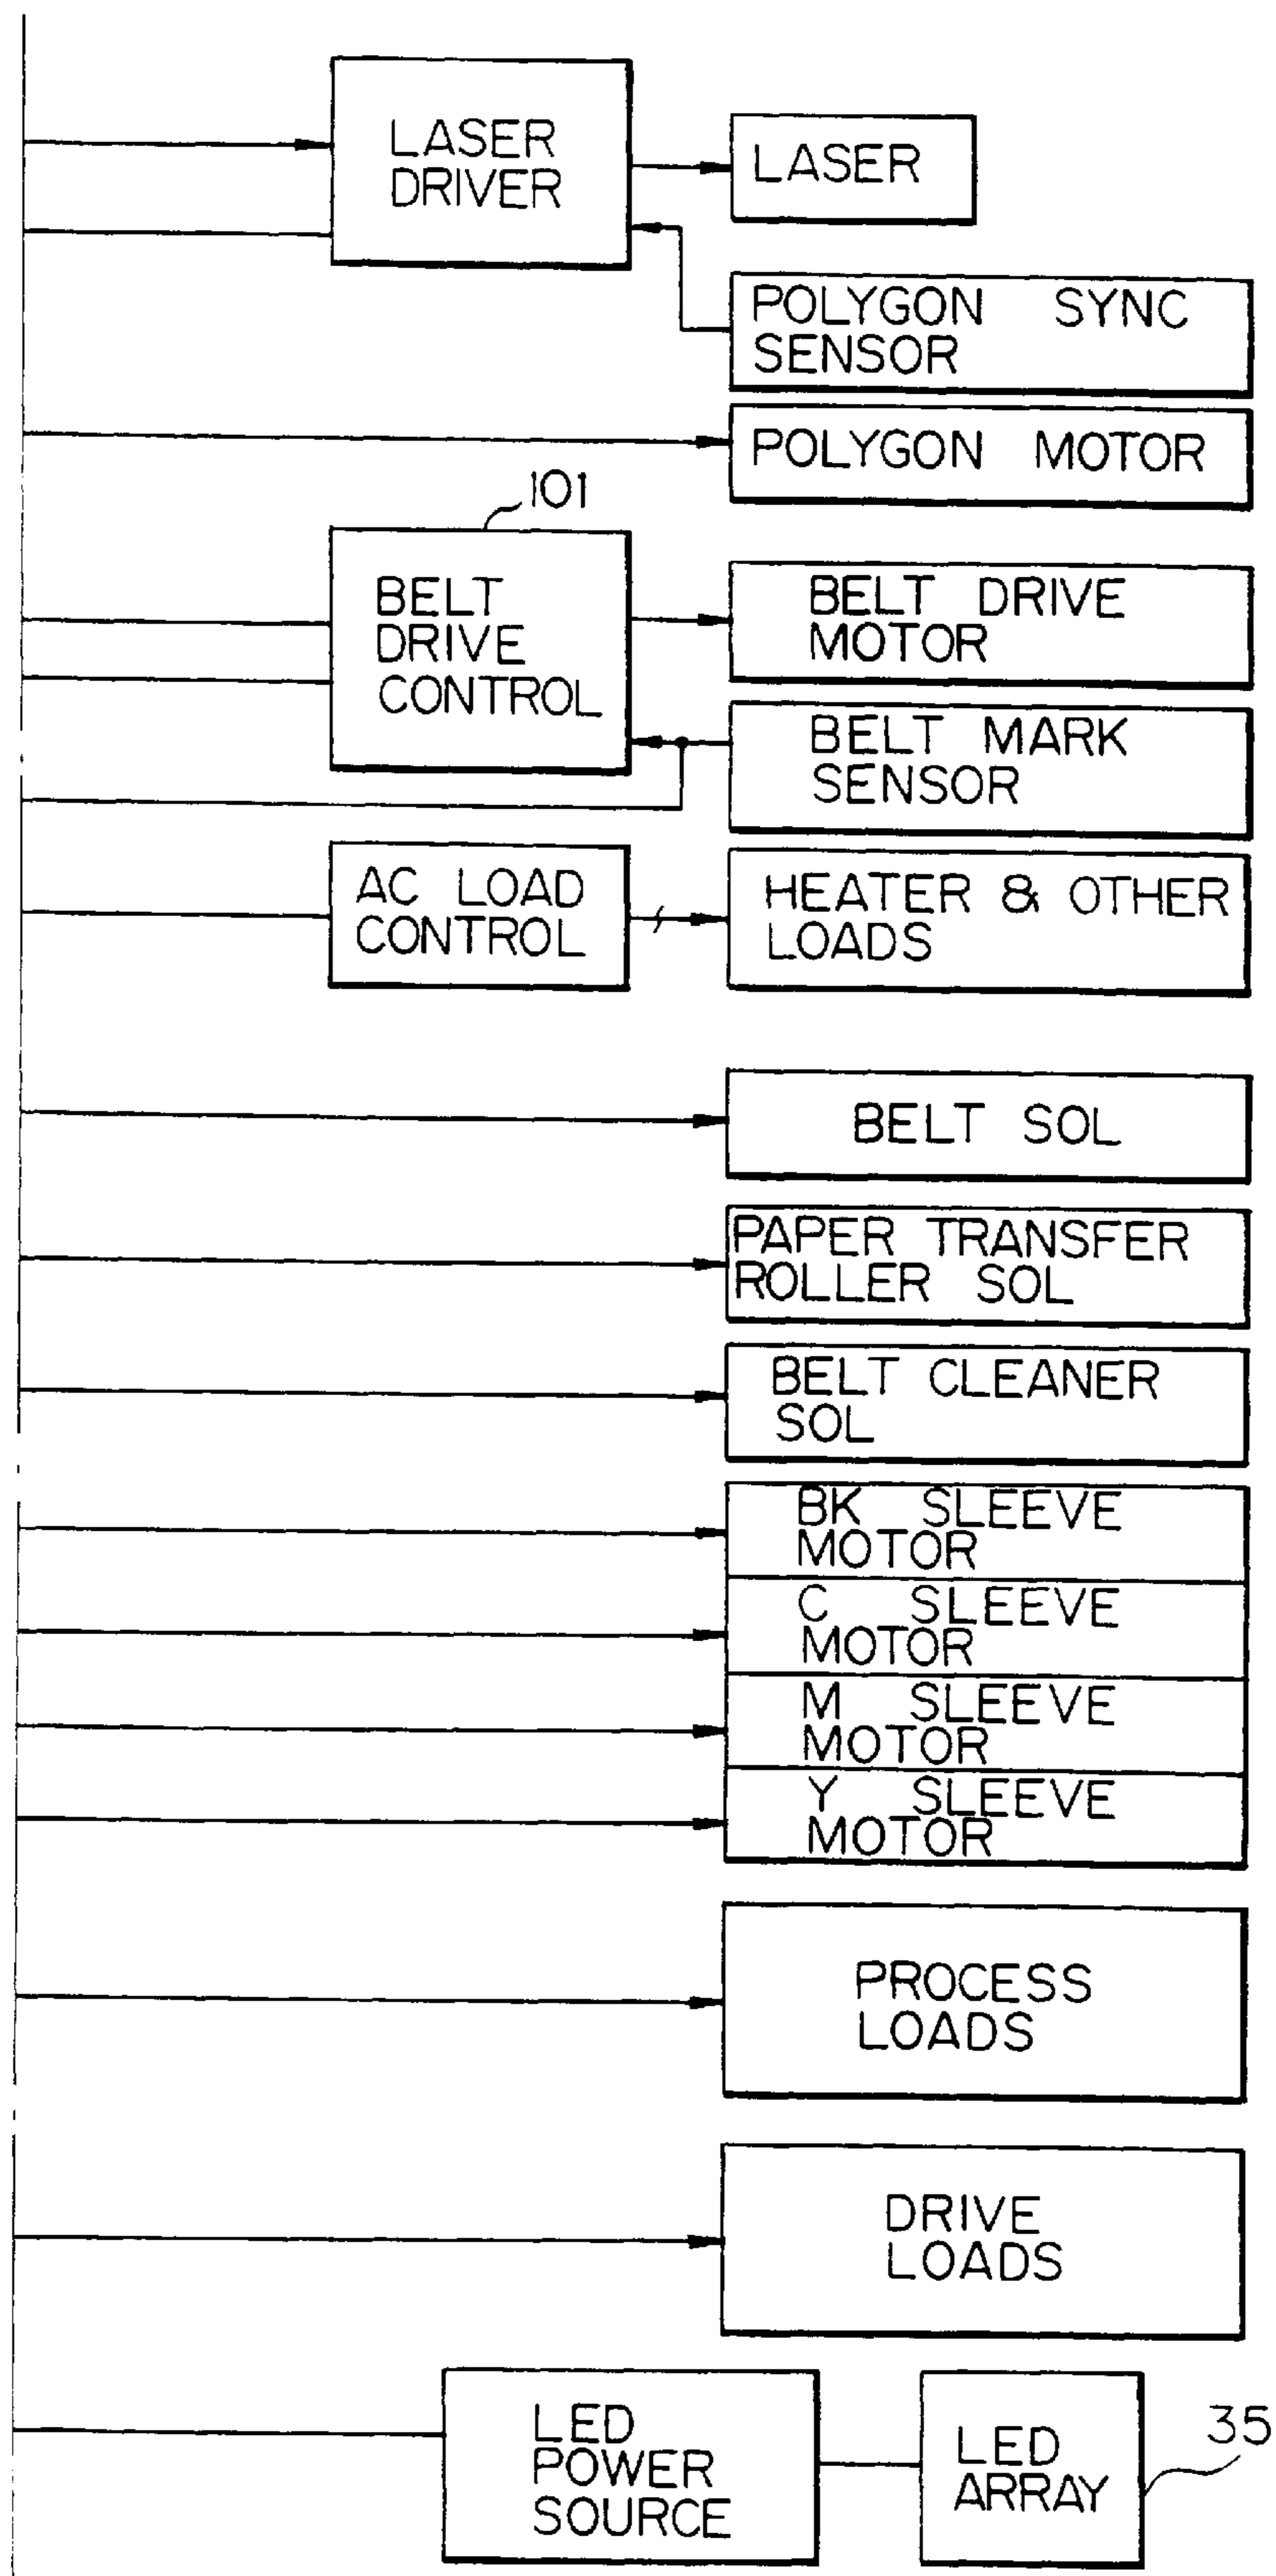 LASER
DRIVER
LASER
POLYGON SYNC
SENSOR
POLYGON MOTOR
101
BELT
DRIVE
CONTROL
BELT DRIVE
MOTOR
BELT MARK
SENSOR
AC LOAD
CONTROL
HEATER & OTHER
LOADS
BELT SOL
PAPER TRANSFER
ROLLER SOL
BELT CLEANER
SOL
BK SLEEVE
MOTOR
C SLEEVE
MOTOR
M SLEEVE
MOTOR
Y SLEEVE
MOTOR
PROCESS
LOADS
DRIVE
LOADS
LED
POWER
SOURCE
LED
ARRAY
35